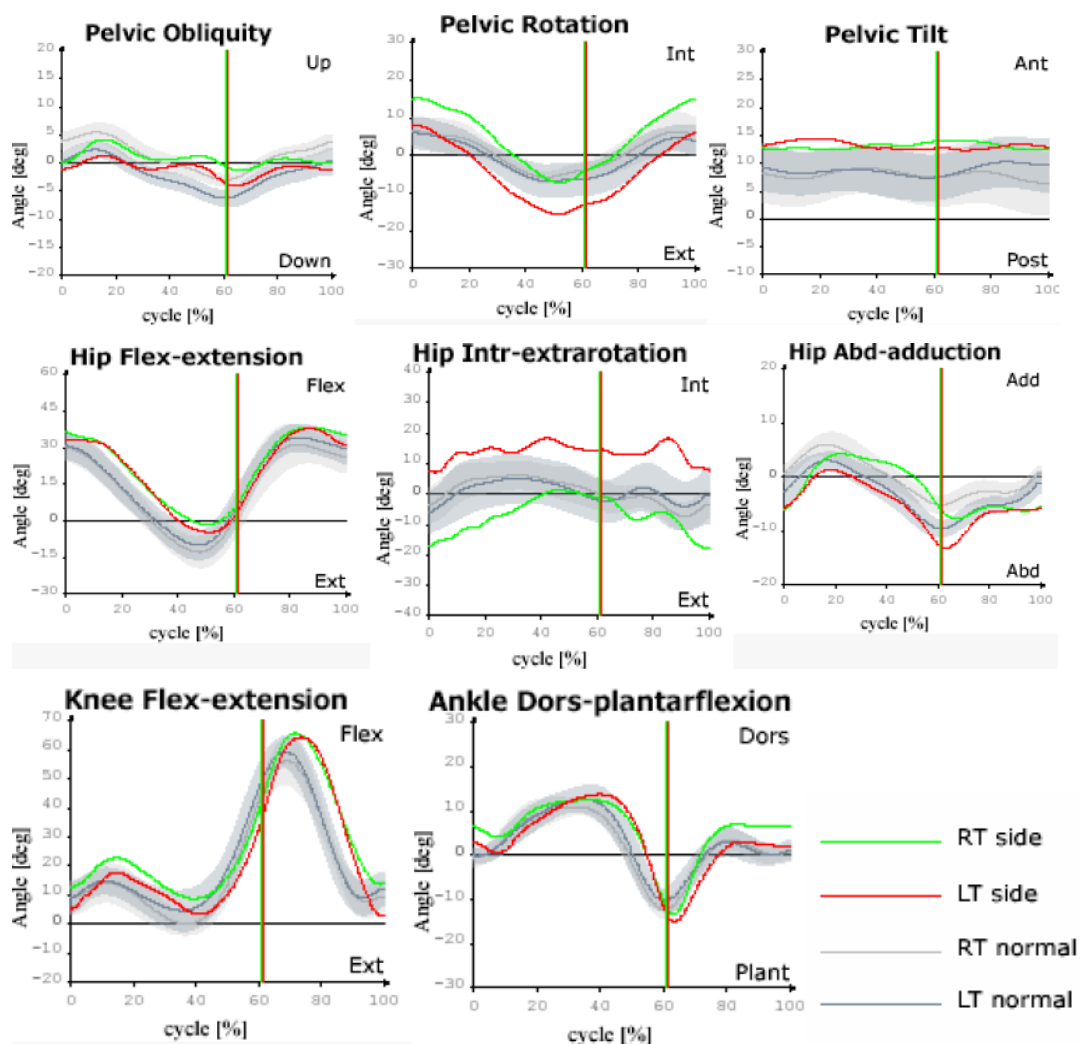 Pelvic Obliquity
20
15
10
5
0
−5
−10
−15
−20
Up
Down
Angle [deg]
0 20 40 60 80 100
cycle [%]
Pelvic Rotation
30
20
10
0
−10
−20
−30
Int
Ext
Angle [deg]
0 20 40 60 80 100
cycle [%]
Pelvic Tilt
30
25
20
15
10
5
0
−5
−10
Ant
Post
Angle [deg]
0 20 40 60 80 100
cycle [%]
Hip Flex-extension
60
45
30
15
0
−15
−30
Flex
Ext
Angle [deg]
0 20 40 60 80 100
cycle [%]
Hip Intr-extrarotation
40
30
20
10
0
−10
−20
−30
−40
Int
Ext
Angle [deg]
0 20 40 60 80 100
cycle [%]
Hip Abd-adduction
20
10
0
−10
−20
Add
Abd
Angle [deg]
0 20 40 60 80 100
cycle [%]
Knee Flex-extension
70
60
50
40
30
20
10
0
−10
−20
Flex
Ext
Angle [deg]
0 20 40 60 80 100
cycle [%]
Ankle Dors-plantarflexion
30
20
10
0
−10
−20
−30
Dors
Plant
Angle [deg]
0 20 40 60 80 100
cycle [%]
RT side
LT side
RT normal
LT normal